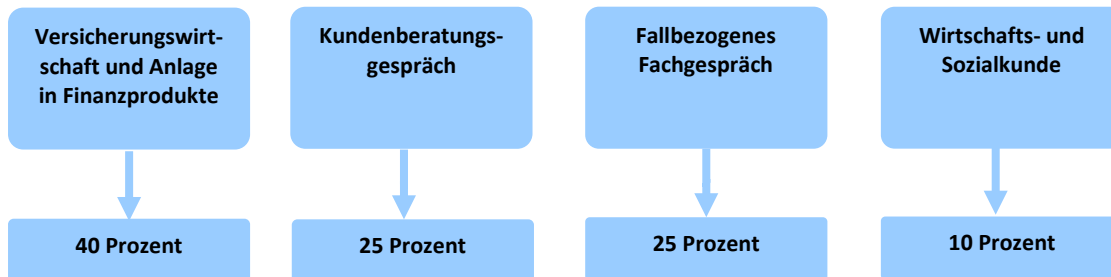 Versicherungswirt-
schaft und Anlage
in Finanzprodukte
Kundenberatungs-
gespräch
Fallbezogenes
Fachgespräch
Wirtschafts- und
Sozialkunde
40 Prozent
25 Prozent
25 Prozent
10 Prozent